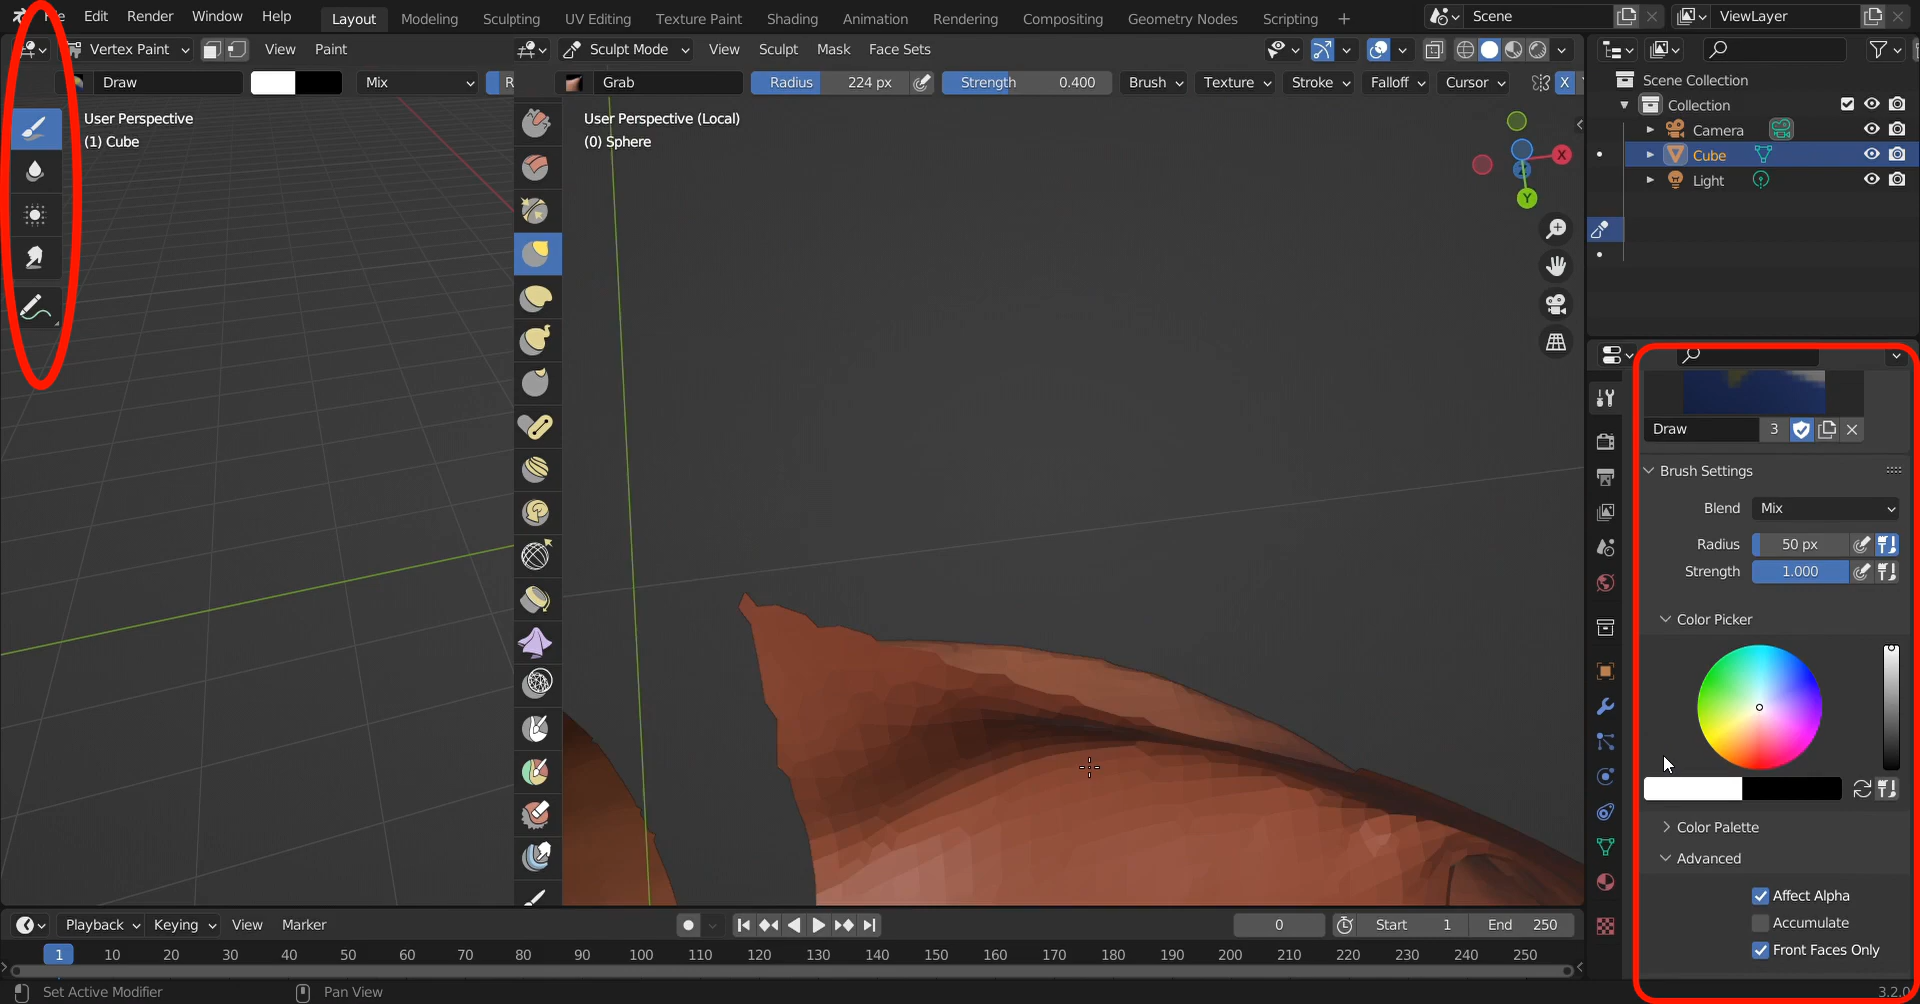 Edit Render Window Help Layout Modeling Sculpting UV Editing Texture Paint Shading Animation Rendering Compositing Geometry Nodes Scripting + Scene ViewLayer
Vertex Paint View Paint Sculpt Mode View Sculpt Mask Face Sets
Draw Mix R Grab Radius 224 px Strength 0.400 Brush Texture Stroke Falloff Cursor X
User Perspective
(1) Cube
User Perspective (Local)
(0) Sphere
X
Y
Z
Scene Collection
Collection
Camera
Cube
Light
Draw 3
Brush Settings
Blend Mix
Radius 50 px
Strength 1.000
Color Picker
Color Palette
Advanced
Affect Alpha
Accumulate
Front Faces Only
Playback Keying View Marker 0 Start 1 End 250
1 10 20 30 40 50 60 70 80 90 100 110 120 130 140 150 160 170 180 190 200 210 220 230 240 250
Set Active Modifier Pan View 3.2.0